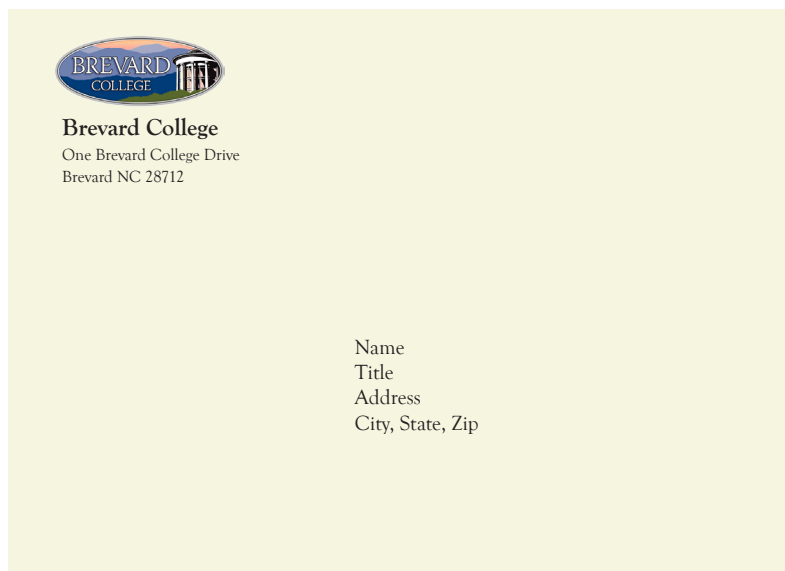 BREVARD
COLLEGE
Brevard College
One Brevard College Drive
Brevard NC 28712
Name
Title
Address
City, State, Zip